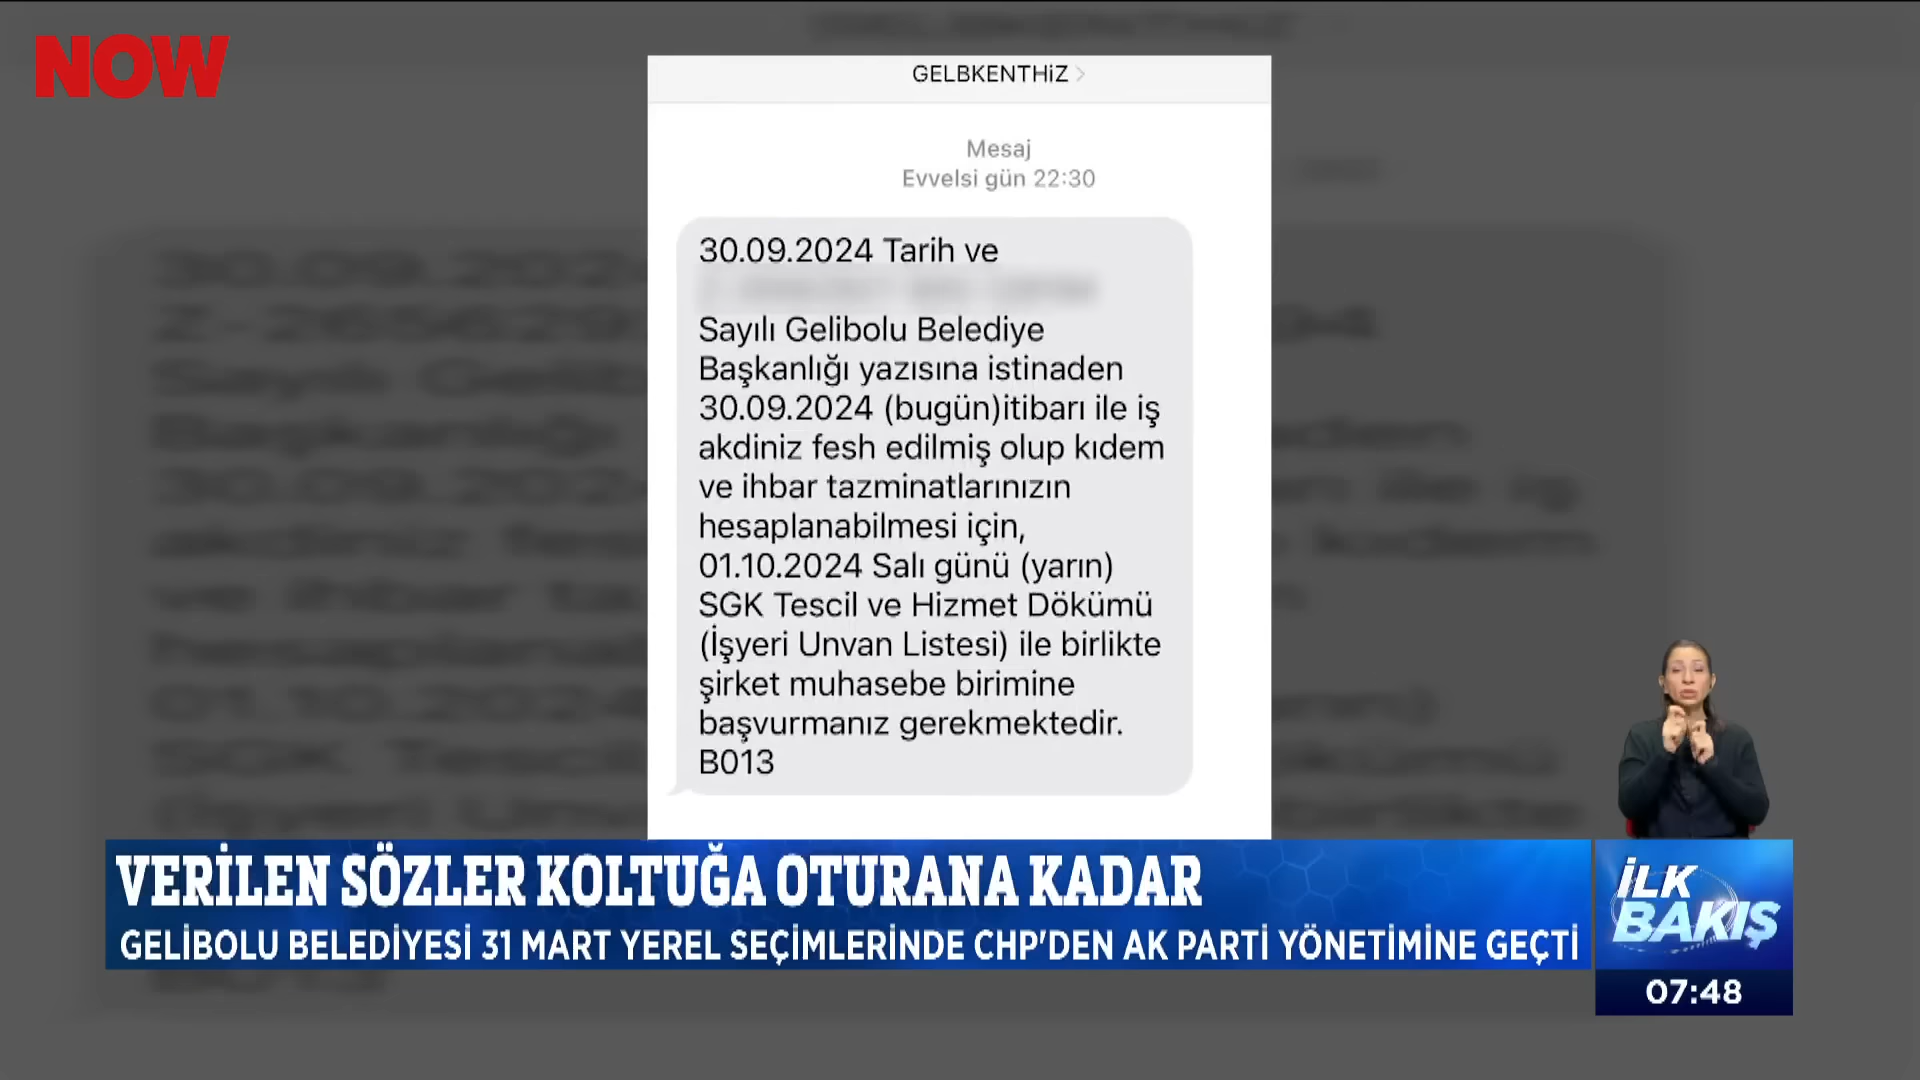 NOW
GELBKENTHiZ
Mesaj
Evvelsi gün 22:30
30.09.2024 Tarih ve
Sayılı Gelibolu Belediye
Başkanlığı yazısına istinaden
30.09.2024 (bugün)itibarı ile iş
akdiniz fesh edilmiş olup kıdem
ve ihbar tazminatlarınızın
hesaplanabilmesi için,
01.10.2024 Salı günü (yarın)
SGK Tescil ve Hizmet Dökümü
(İşyeri Unvan Listesi) ile birlikte
şirket muhasebe birimine
başvurmanız gerekmektedir.
B013
VERİLEN SÖZLER KOLTUĞA OTURANA KADAR
GELİBOLU BELEDİYESİ 31 MART YEREL SEÇİMLERİNDE CHP'DEN AK PARTİ YÖNETİMİNE GEÇTİ
İLK
BAKIŞ
07:48